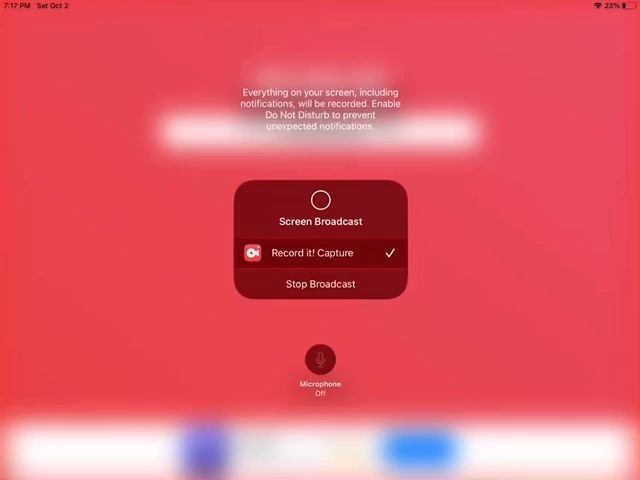 7:17 PM Sat Oct 2
23%
Everything on your screen, including
notifications, will be recorded. Enable
Do Not Disturb to prevent
unexpected notifications.
Screen Broadcast
Record it! Capture
Stop Broadcast
Microphone
Off